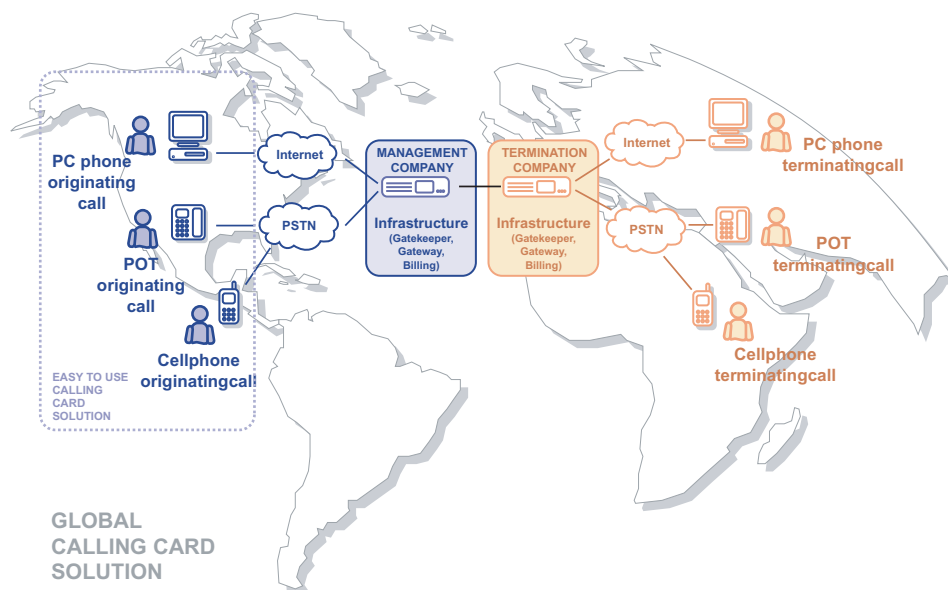 PC phone
originating
call
POT
originating
call
Cellphone
originatingcall
EASY TO USE
CALLING
CARD
SOLUTION
Internet
PSTN
MANAGEMENT
COMPANY
Infrastructure
(Gatekeeper,
Gateway,
Billing)
TERMINATION
COMPANY
Infrastructure
(Gatekeeper,
Gateway,
Billing)
Internet
PSTN
PC phone
terminatingcall
POT
terminatingcall
Cellphone
terminatingcall
GLOBAL
CALLING CARD
SOLUTION